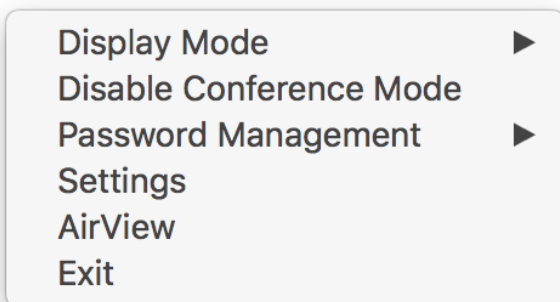 Display Mode
Disable Conference Mode
Password Management
Settings
AirView
Exit